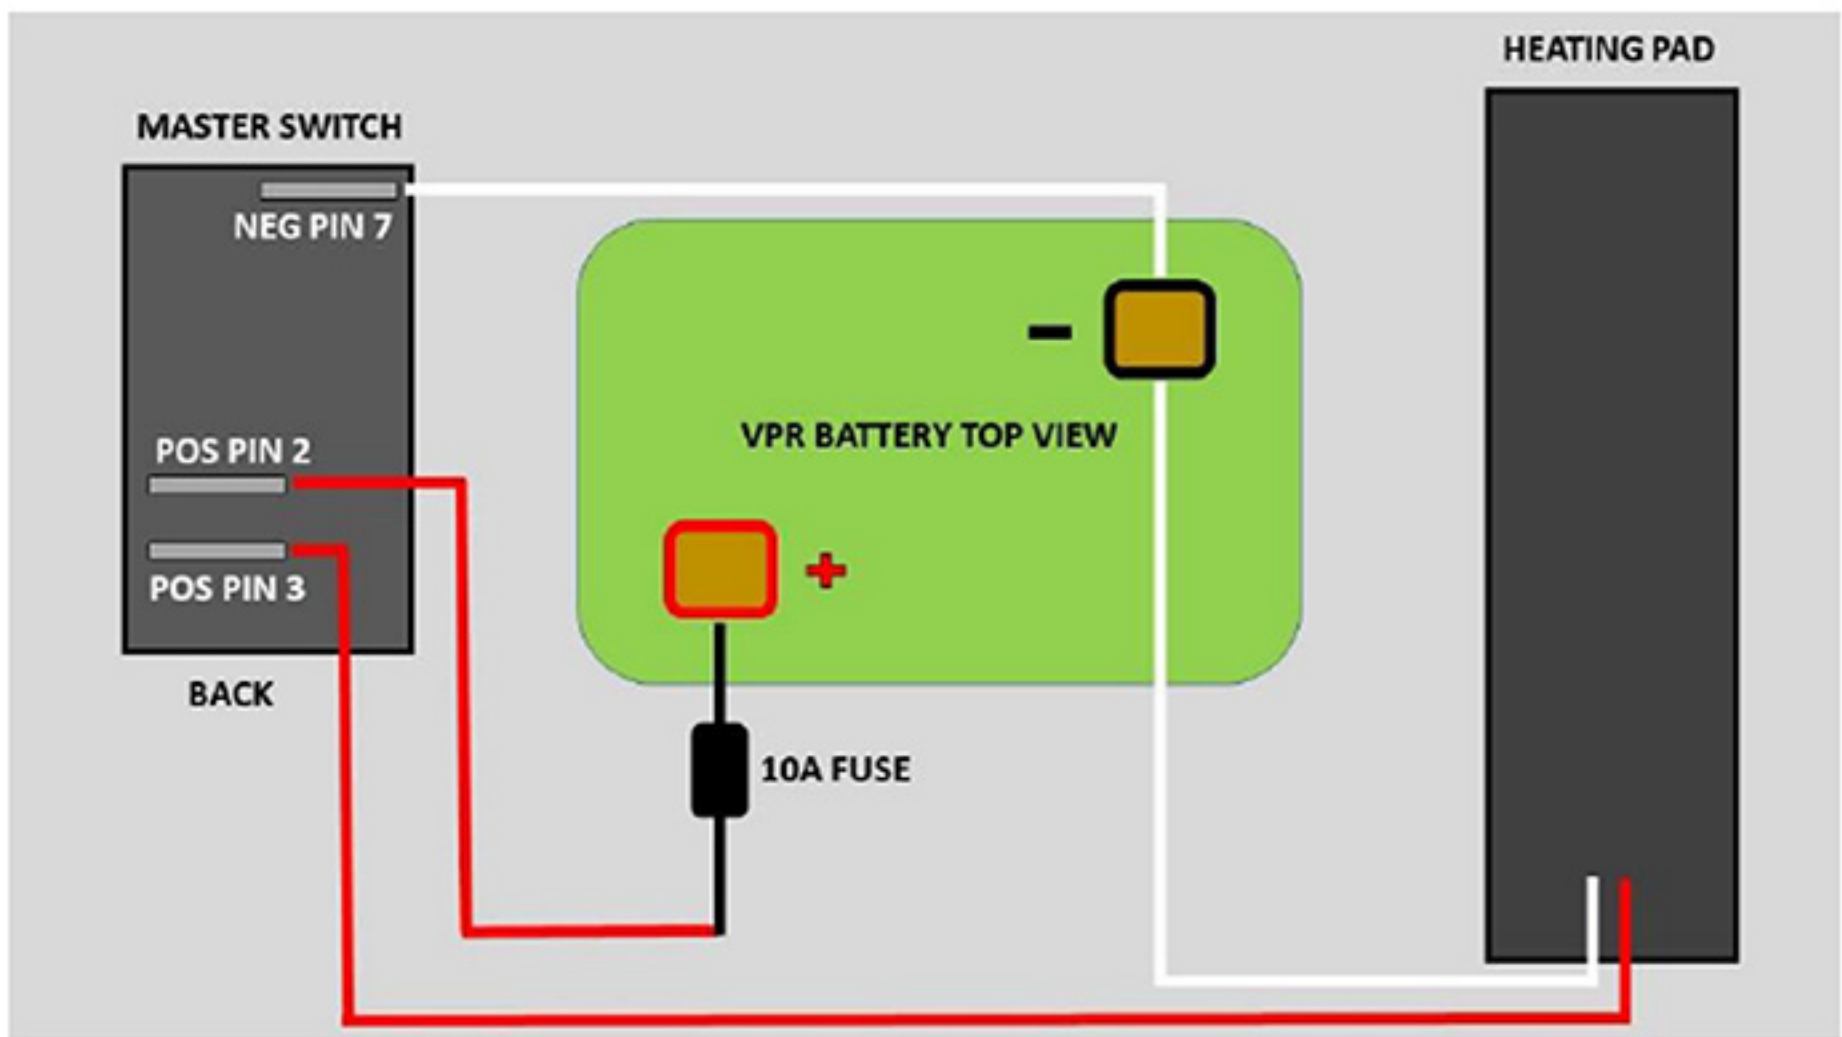 HEATING PAD
MASTER SWITCH
NEG PIN 7
-
VPR BATTERY TOP VIEW
POS PIN 2
+
POS PIN 3
BACK
10A FUSE